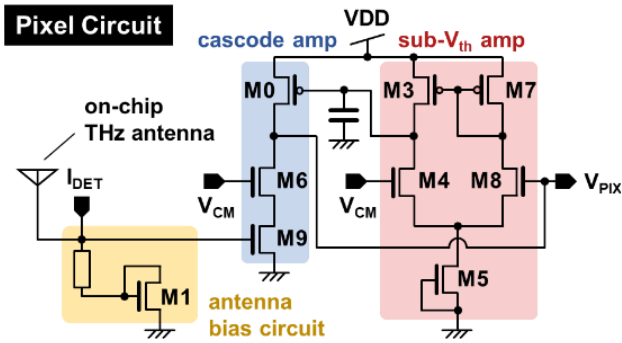 Pixel Circuit
VDD
cascode amp
sub-Vth amp
M0
M3
M7
on-chip
THz antenna
IDET
M6
M4
M8
VPIX
VCM
VCM
M9
M5
M1
antenna
bias circuit